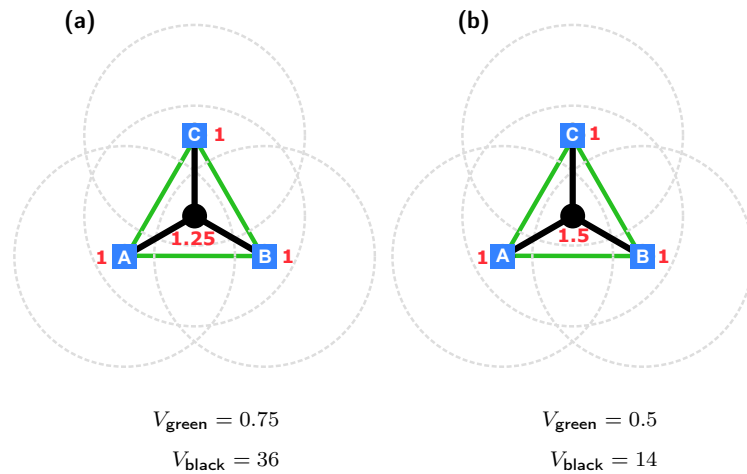 (a)
C 1
1.25
1 A B 1
V_green = 0.75
V_black = 36
(b)
C 1
1.5
1 A B 1
V_green = 0.5
V_black = 14